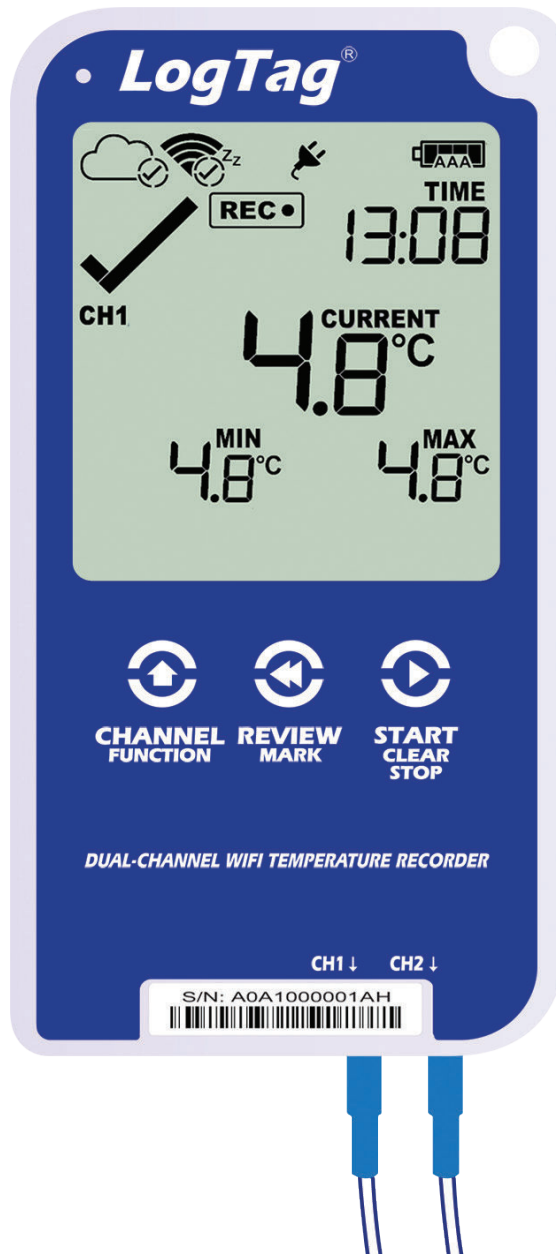 LogTag®
Zz
AAA
REC
TIME
13:08
CH1
CURRENT
4.8°C
MIN
4.8°C
MAX
4.8°C
CHANNEL
FUNCTION
REVIEW
MARK
START
CLEAR
STOP
DUAL-CHANNEL WIFI TEMPERATURE RECORDER
CH1↓ CH2↓
S/N: A0A1000001AH